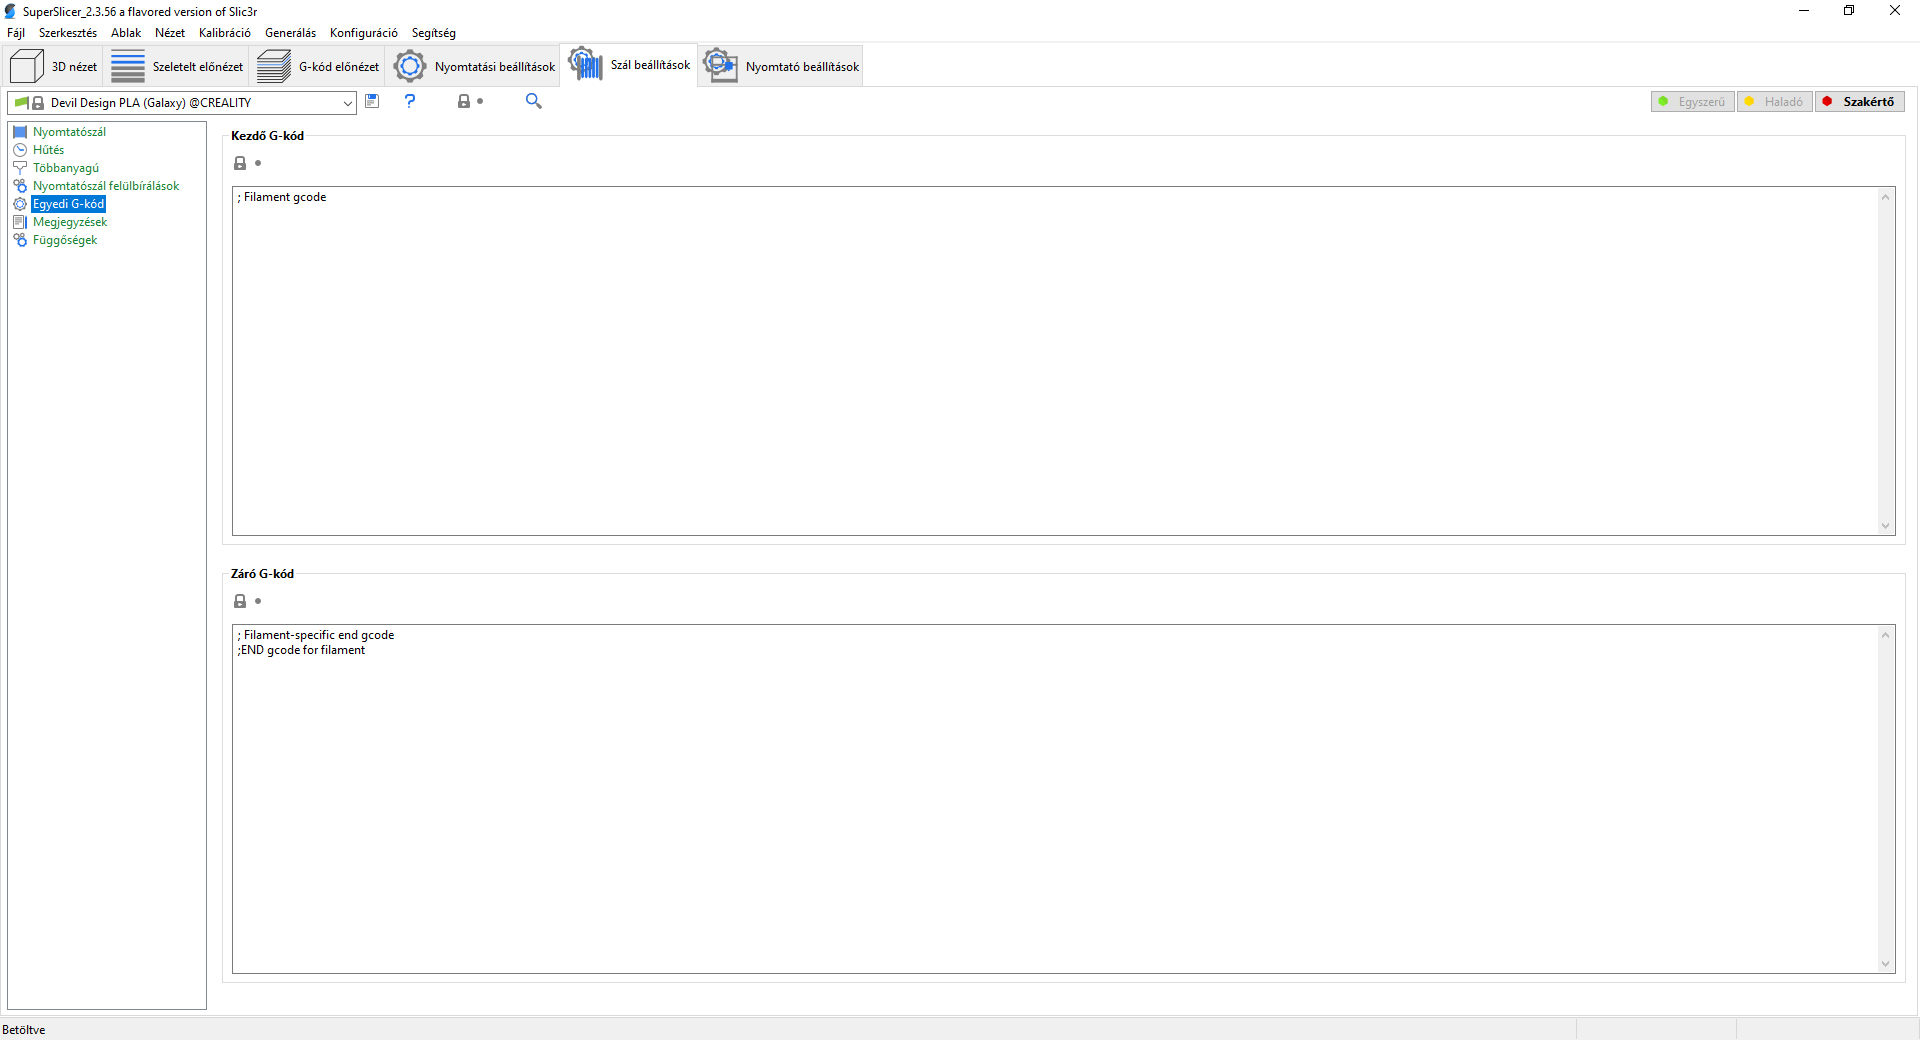 SuperSlicer_2.3.56 a flavored version of Slic3r
Fájl Szerkesztés Ablak Nézet Kalibráció Generálás Konfiguráció Segítség
3D nézet Szeletelt előnézet G-kód előnézet Nyomtatási beállítások Szál beállítások Nyomtató beállítások
Devil Design PLA (Galaxy) @CREALITY
Egyszerű Haladó Szakértő
Nyomtatószál
Hűtés
Többanyagú
Nyomtatószál felülbírálások
Egyedi G-kód
Megjegyzések
Függőségek
Kezdő G-kód
; Filament gcode
Záró G-kód
; Filament-specific end gcode
;END gcode for filament
Betöltve